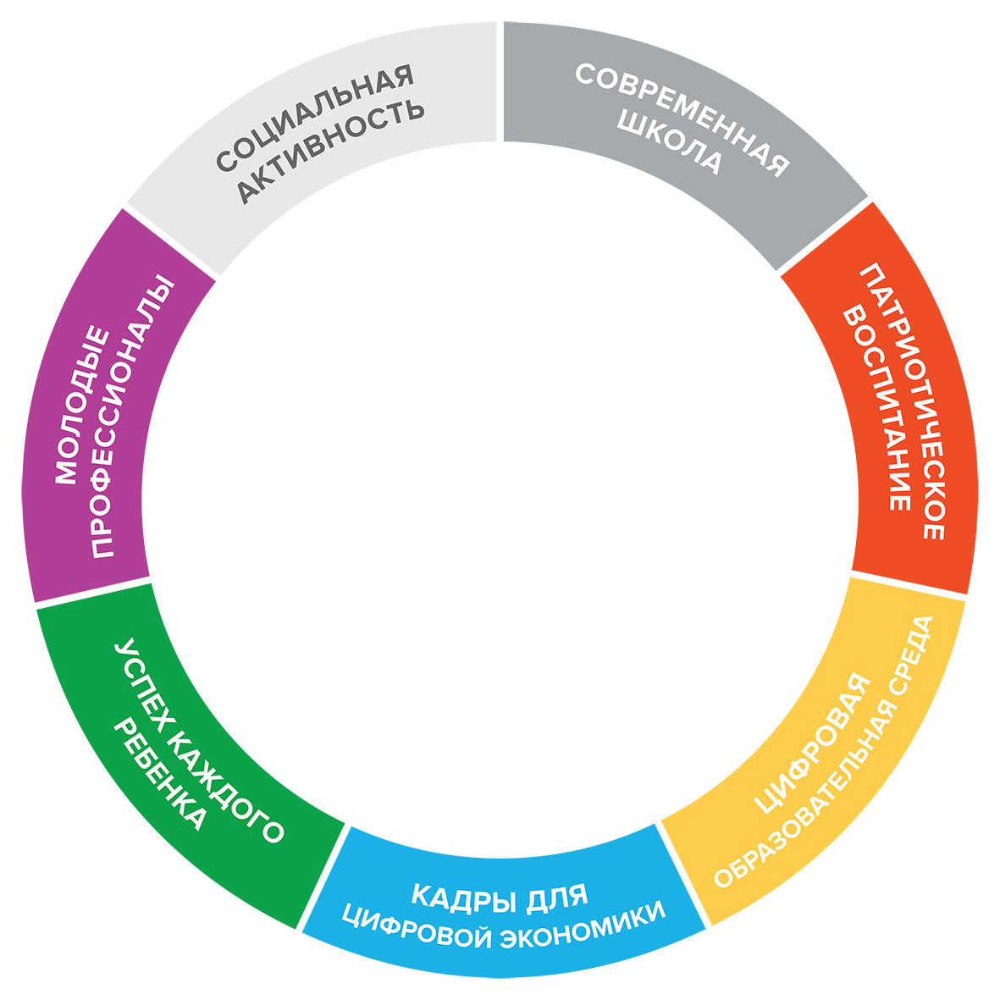 СОВРЕМЕННАЯ
ШКОЛА
ПАТРИОТИЧЕСКОЕ
ВОСПИТАНИЕ
ЦИФРОВАЯ
ОБРАЗОВАТЕЛЬНАЯ СРЕДА
КАДРЫ ДЛЯ
ЦИФРОВОЙ ЭКОНОМИКИ
УСПЕХ КАЖДОГО
РЕБЕНКА
МОЛОДЫЕ
ПРОФЕССИОНАЛЫ
СОЦИАЛЬНАЯ
АКТИВНОСТЬ